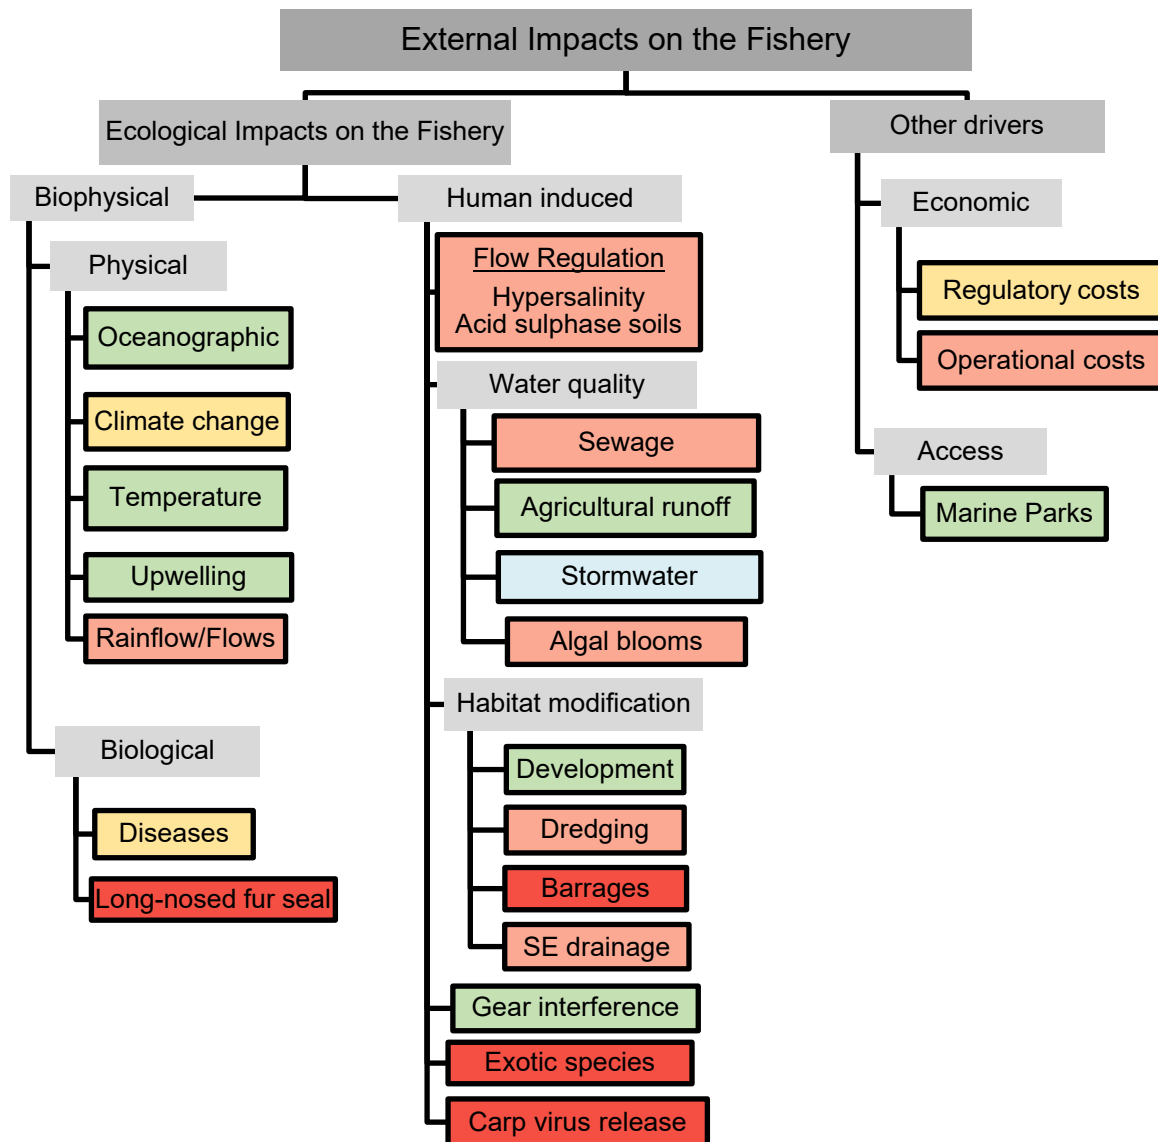 External Impacts on the Fishery
Ecological Impacts on the Fishery
Other drivers
Biophysical
Human induced
Economic
Physical
Flow Regulation
Hypersalinity
Acid sulphase soils
Regulatory costs
Operational costs
Oceanographic
Climate change
Temperature
Upwelling
Rainflow/Flows
Water quality
Sewage
Agricultural runoff
Stormwater
Algal blooms
Access
Marine Parks
Habitat modification
Development
Dredging
Barrages
SE drainage
Biological
Diseases
Long-nosed fur seal
Gear interference
Exotic species
Carp virus release